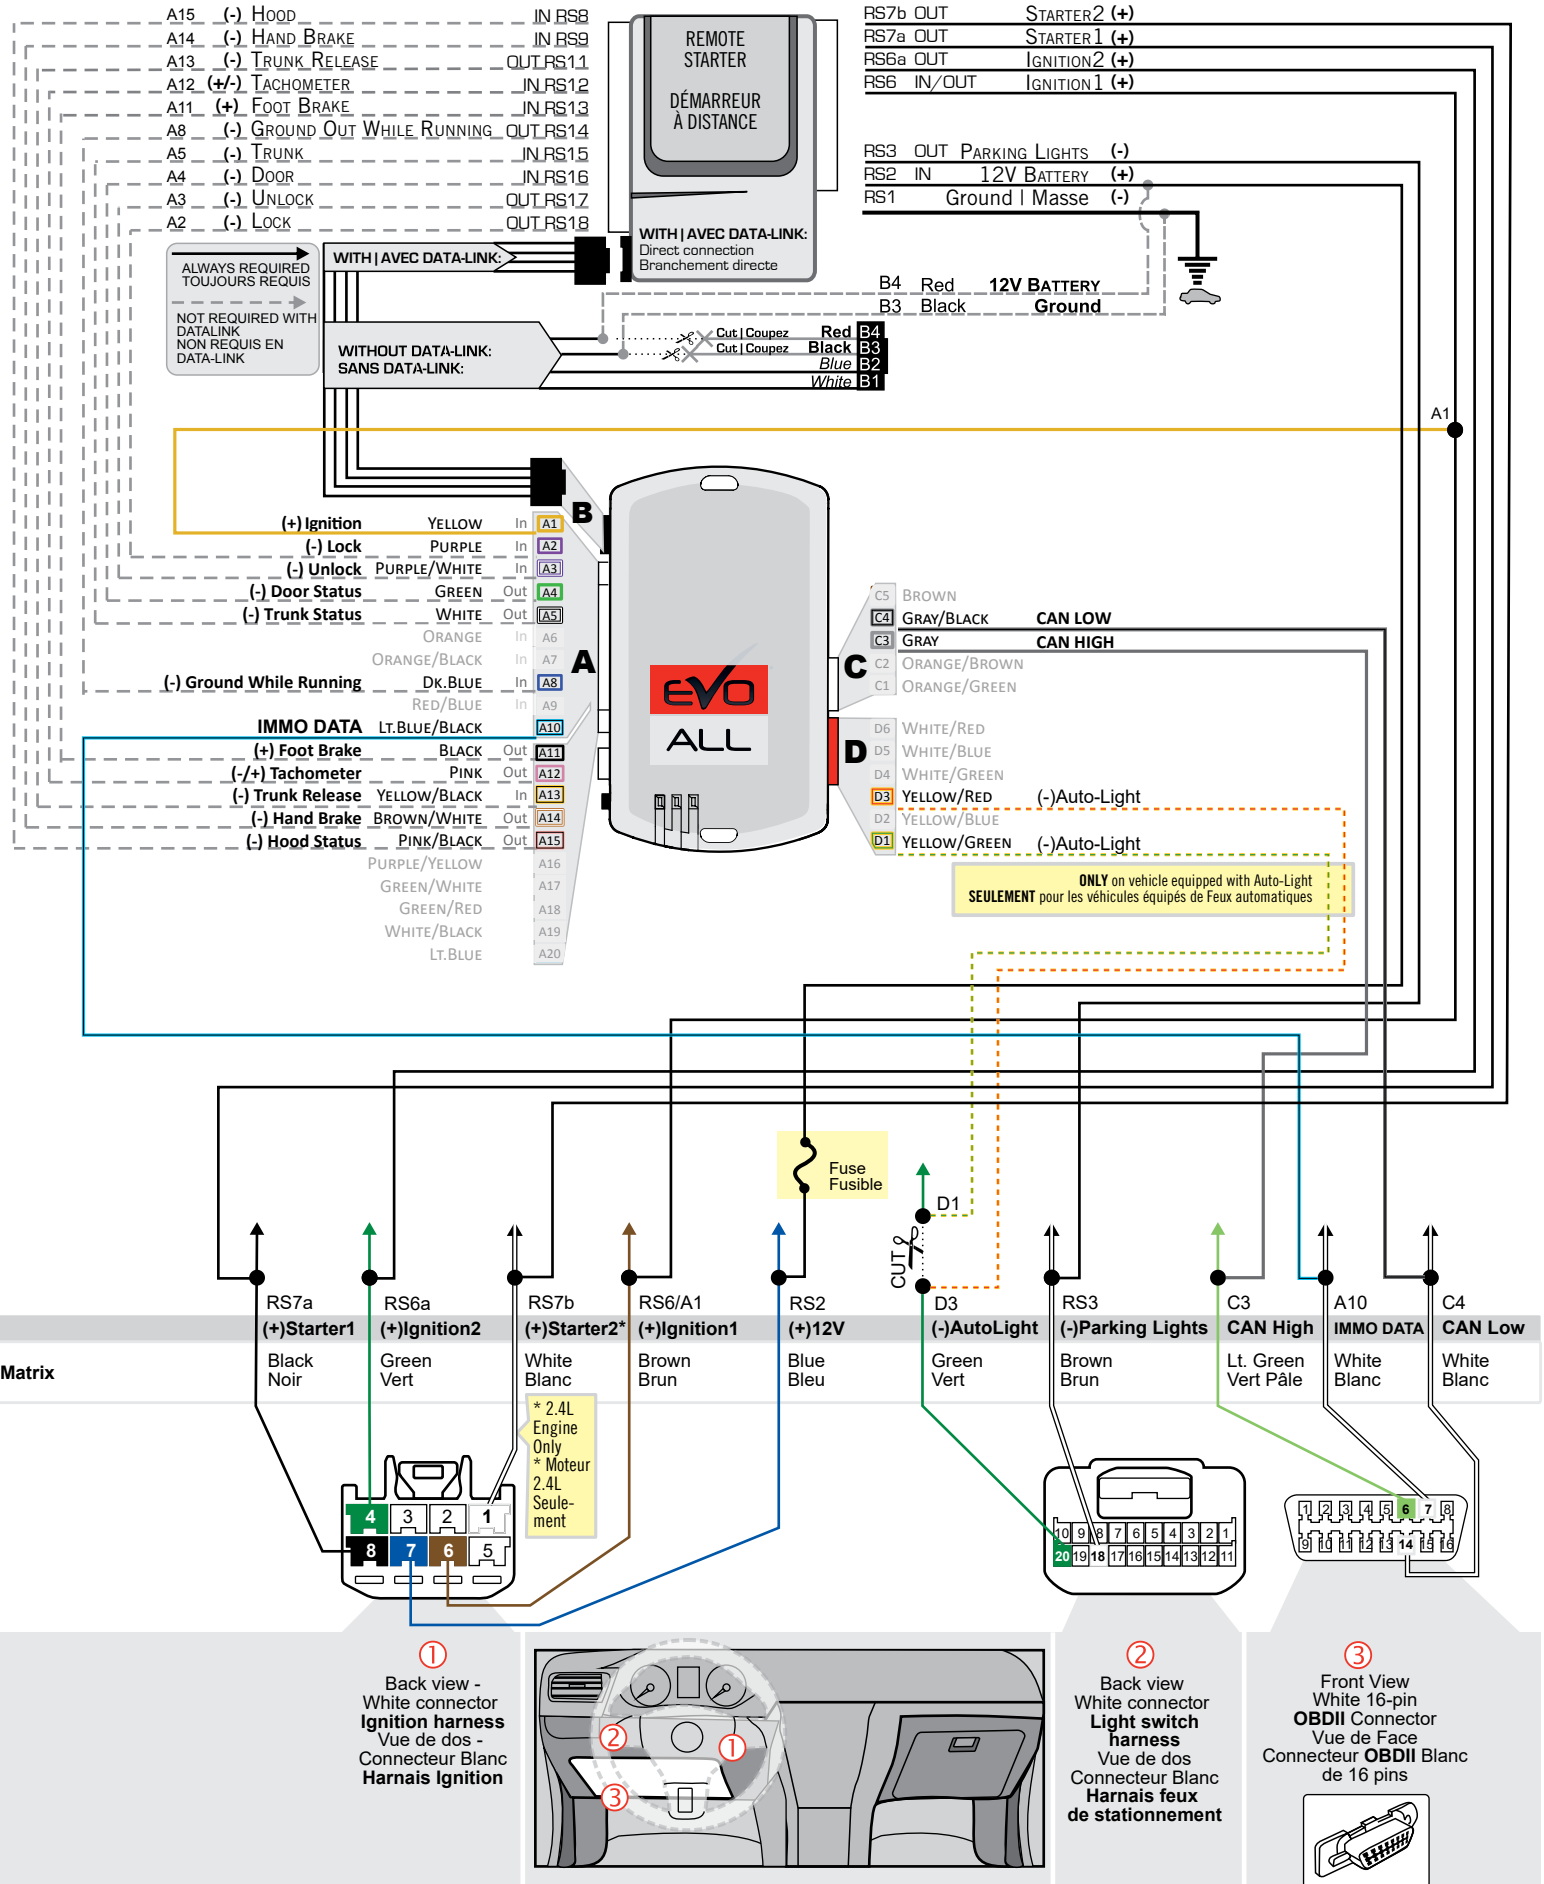 A15 (-) Hood IN RS8
A14 (-) Hand Brake IN RS9
A13 (-) Trunk Release OUT RS11
A12 (+/-) Tachometer IN RS12
A11 (+) Foot Brake IN RS13
A8 (-) Ground Out While Running OUT RS14
A5 (-) Trunk IN RS15
A4 (-) Door IN RS16
A3 (-) Unlock OUT RS17
A2 (-) Lock OUT RS18
REMOTE
STARTER
DÉMARREUR
À DISTANCE
WITH | AVEC DATA-LINK:
Direct connection
Branchement directe
RS7b OUT Starter2 (+)
RS7a OUT Starter1 (+)
RS6a OUT Ignition2 (+)
RS6 IN/OUT Ignition1 (+)
RS3 OUT Parking Lights (-)
RS2 IN 12V Battery (+)
RS1 Ground | Masse (-)
ALWAYS REQUIRED
TOUJOURS REQUIS
NOT REQUIRED WITH
DATALINK
NON REQUIS EN
DATA-LINK
WITH | AVEC DATA-LINK:
B4 Red 12V Battery
B3 Black Ground
WITHOUT DATA-LINK:
SANS DATA-LINK:
Cut | Coupez Red B4
Cut | Coupez Black B3
Blue B2
White B1
A1
B
(+) Ignition Yellow In A1
(-) Lock Purple In A2
(-) Unlock Purple/White In A3
(-) Door Status Green Out A4
(-) Trunk Status White Out A5
Orange In A6
Orange/Black In A7
(-) Ground While Running Dk.Blue In A8
Red/Blue In A9
IMMO DATA Lt.Blue/Black A10
(+) Foot Brake Black Out A11
(-/+) Tachometer Pink Out A12
(-) Trunk Release Yellow/Black In A13
(-) Hand Brake Brown/White Out A14
(-) Hood Status Pink/Black Out A15
Purple/Yellow A16
Green/White A17
Green/Red A18
White/Black A19
Lt.Blue A20
A
EVO
ALL
C
C5 Brown
C4 Gray/Black CAN LOW
C3 Gray CAN HIGH
C2 Orange/Brown
C1 Orange/Green
D
D6 White/Red
D5 White/Blue
D4 White/Green
D3 Yellow/Red (-)Auto-Light
D2 Yellow/Blue
D1 Yellow/Green (-)Auto-Light
ONLY on vehicle equipped with Auto-Light
SEULEMENT pour les véhicules équipés de Feux automatiques
Fuse
Fusible
D1
CUT
RS7a RS6a RS7b RS6/A1 RS2 D3 RS3 C3 A10 C4
(+)Starter1 (+)Ignition2 (+)Starter2* (+)Ignition1 (+)12V (-)AutoLight (-)Parking Lights CAN High IMMO DATA CAN Low
Matrix
Black Green White Brown Blue Green Brown Lt. Green White White
Noir Vert Blanc Brun Bleu Vert Brun Vert Pâle Blanc Blanc
* 2.4L
Engine
Only
* Moteur
2.4L
Seule-
ment
4 3 2 1
8 7 6 5
10 9 8 7 6 5 4 3 2 1
20 19 18 17 16 15 14 13 12 11
1 2 3 4 5 6 7 8
9 10 11 12 13 14 15 16
1
Back view -
White connector
Ignition harness
Vue de dos -
Connecteur Blanc
Harnais Ignition
2
1
3
2
Back view
White connector
Light switch
harness
Vue de dos
Connecteur Blanc
Harnais feux
de stationnement
3
Front View
White 16-pin
OBDII Connector
Vue de Face
Connecteur OBDII Blanc
de 16 pins